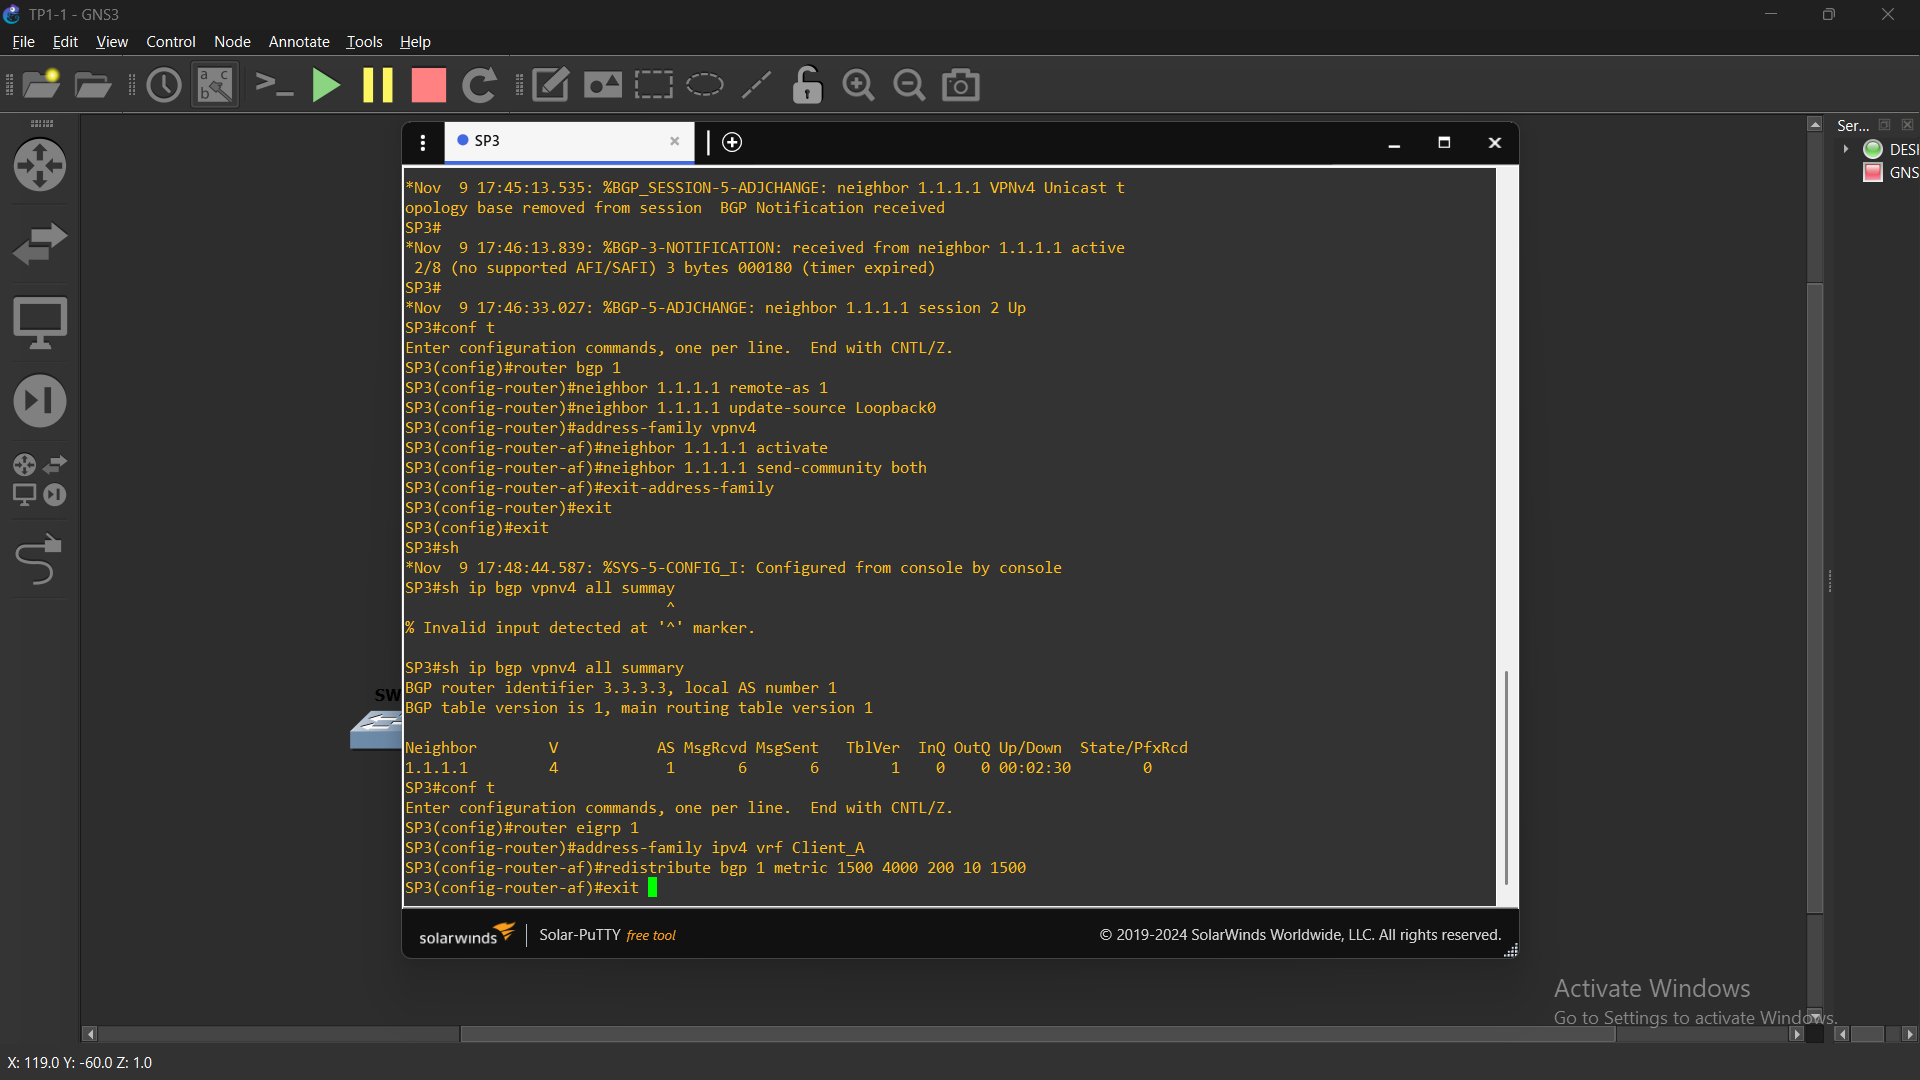 TP1-1 - GNS3
File Edit View Control Node Annotate Tools Help
Ser...
DES
GNS
SP3
*Nov  9 17:45:13.535: %BGP_SESSION-5-ADJCHANGE: neighbor 1.1.1.1 VPNv4 Unicast t
opology base removed from session  BGP Notification received
SP3#
*Nov  9 17:46:13.839: %BGP-3-NOTIFICATION: received from neighbor 1.1.1.1 active
 2/8 (no supported AFI/SAFI) 3 bytes 000180 (timer expired)
SP3#
*Nov  9 17:46:33.027: %BGP-5-ADJCHANGE: neighbor 1.1.1.1 session 2 Up
SP3#conf t
Enter configuration commands, one per line.  End with CNTL/Z.
SP3(config)#router bgp 1
SP3(config-router)#neighbor 1.1.1.1 remote-as 1
SP3(config-router)#neighbor 1.1.1.1 update-source Loopback0
SP3(config-router)#address-family vpnv4
SP3(config-router-af)#neighbor 1.1.1.1 activate
SP3(config-router-af)#neighbor 1.1.1.1 send-community both
SP3(config-router-af)#exit-address-family
SP3(config-router)#exit
SP3(config)#exit
SP3#sh
*Nov  9 17:48:44.587: %SYS-5-CONFIG_I: Configured from console by console
SP3#sh ip bgp vpnv4 all summay
^
% Invalid input detected at '^' marker.
SP3#sh ip bgp vpnv4 all summary
BGP router identifier 3.3.3.3, local AS number 1
BGP table version is 1, main routing table version 1
Neighbor        V           AS MsgRcvd MsgSent   TblVer  InQ OutQ Up/Down  State/PfxRcd
1.1.1.1         4            1       6       6        1    0    0 00:02:30        0
SP3#conf t
Enter configuration commands, one per line.  End with CNTL/Z.
SP3(config)#router eigrp 1
SP3(config-router)#address-family ipv4 vrf Client_A
SP3(config-router-af)#redistribute bgp 1 metric 1500 4000 200 10 1500
SP3(config-router-af)#exit
SW
solarwinds Solar-PuTTY free tool © 2019-2024 SolarWinds Worldwide, LLC. All rights reserved.
Activate Windows
Go to Settings to activate Windows.
X: 119.0 Y: -60.0 Z: 1.0